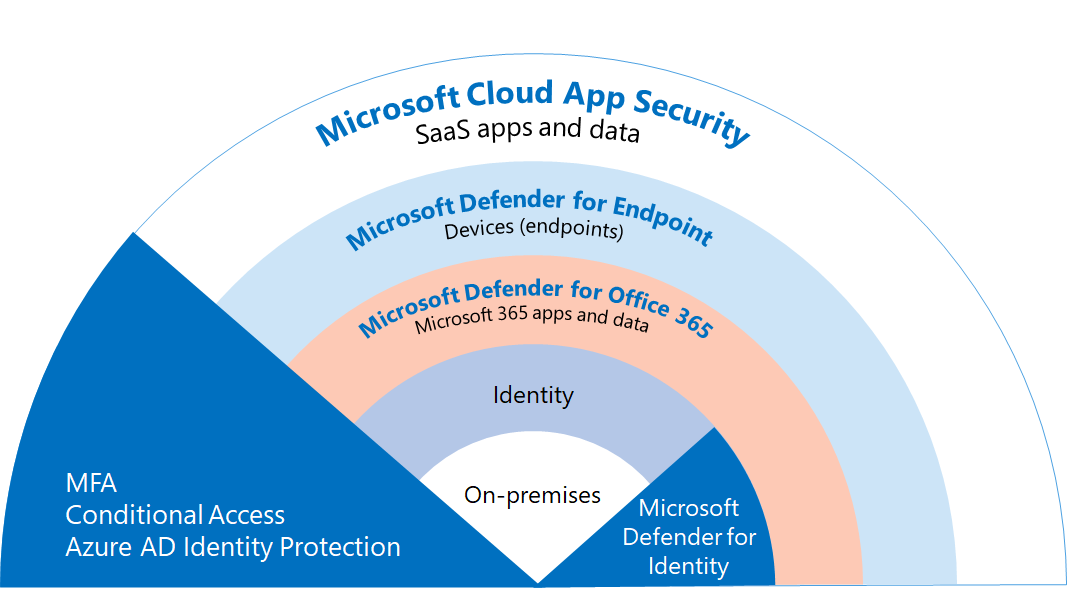 Microsoft Cloud App Security
SaaS apps and data
Microsoft Defender for Endpoint
Devices (endpoints)
Microsoft Defender for Office 365
Microsoft 365 apps and data
Identity
On-premises
MFA
Conditional Access
Azure AD Identity Protection
Microsoft
Defender for
Identity